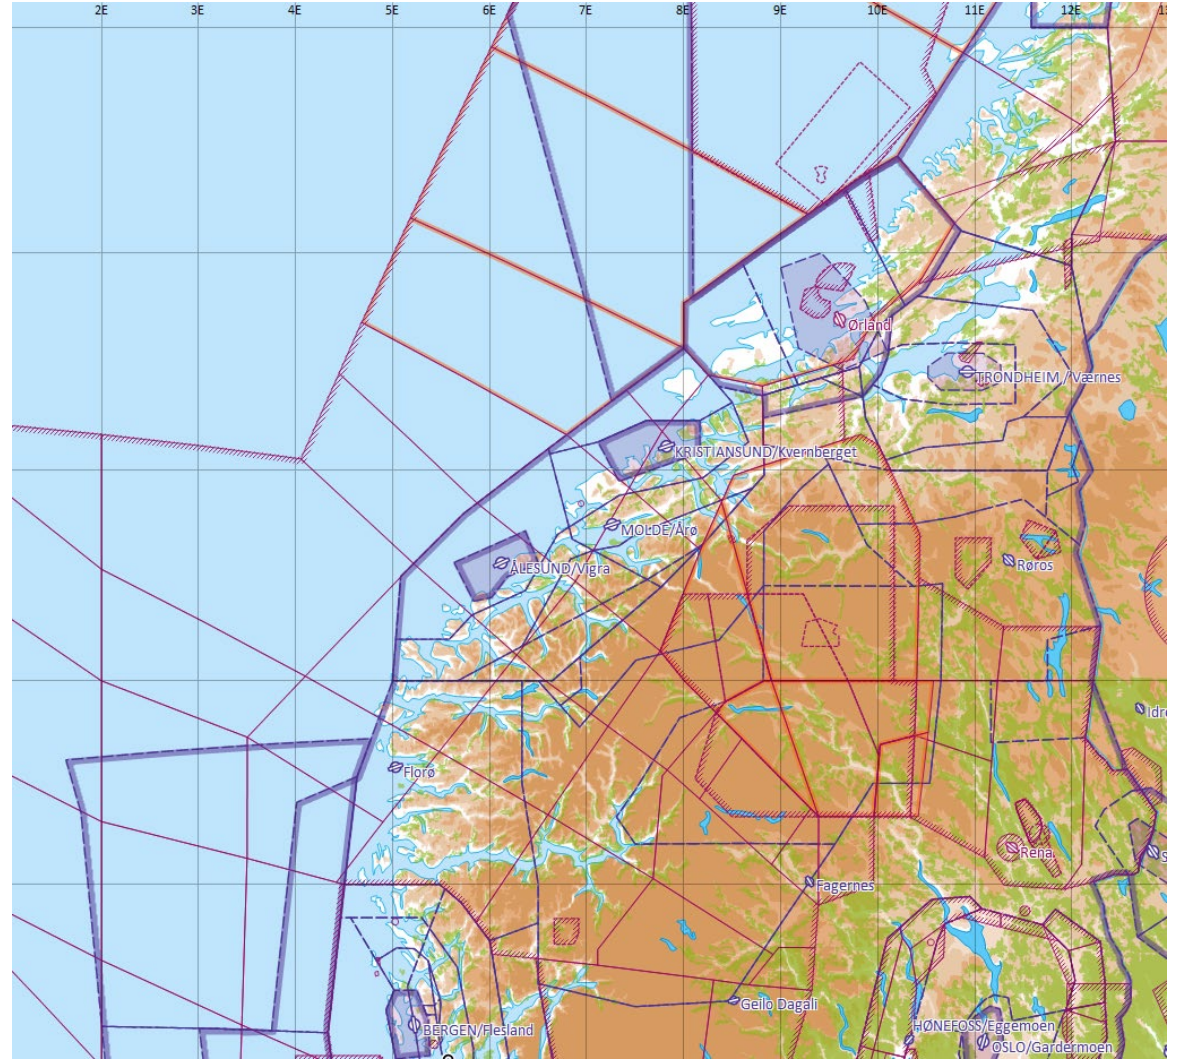 2E 3E 4E 5E 6E 7E 8E 9E 10E 11E 12E
Ørland
TRONDHEIM / Værnes
KRISTIANSUND/Kvernberget
MOLDE/Årø
ÅLESUND/Vigra
Røros
Idre
Florø
Rena
Fagernes
Geilo Dagali
HØNEFOSS/Eggemoen
BERGEN/Flesland
OSLO/Gardermoen